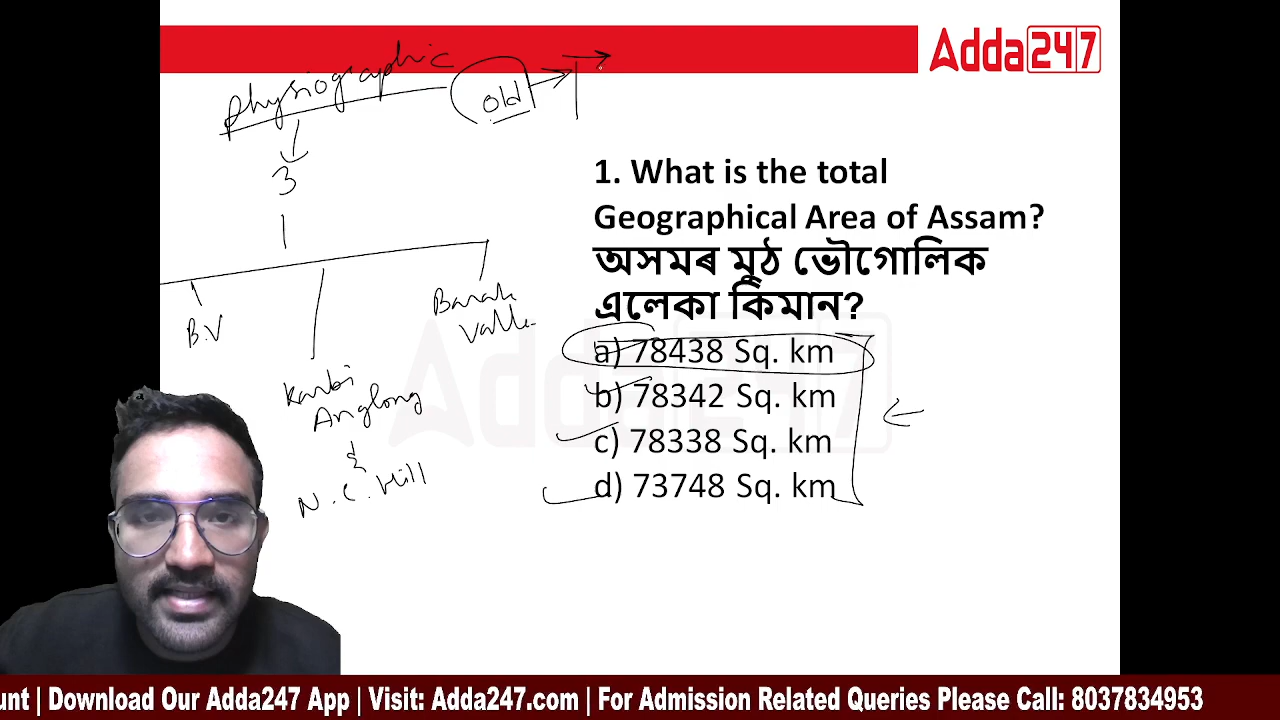 Adda247
physiographic old
3
B.V
Karbi
Anglong
&
N.C. Hill
Barak
Valle
1. What is the total
Geographical Area of Assam?
অসমৰ মুঠ ভৌগোলিক
এলেকা কিমান?
a) 78438 Sq. km
b) 78342 Sq. km
c) 78338 Sq. km
d) 73748 Sq. km
unt | Download Our Adda247 App | Visit: Adda247.com | For Admission Related Queries Please Call: 8037834953